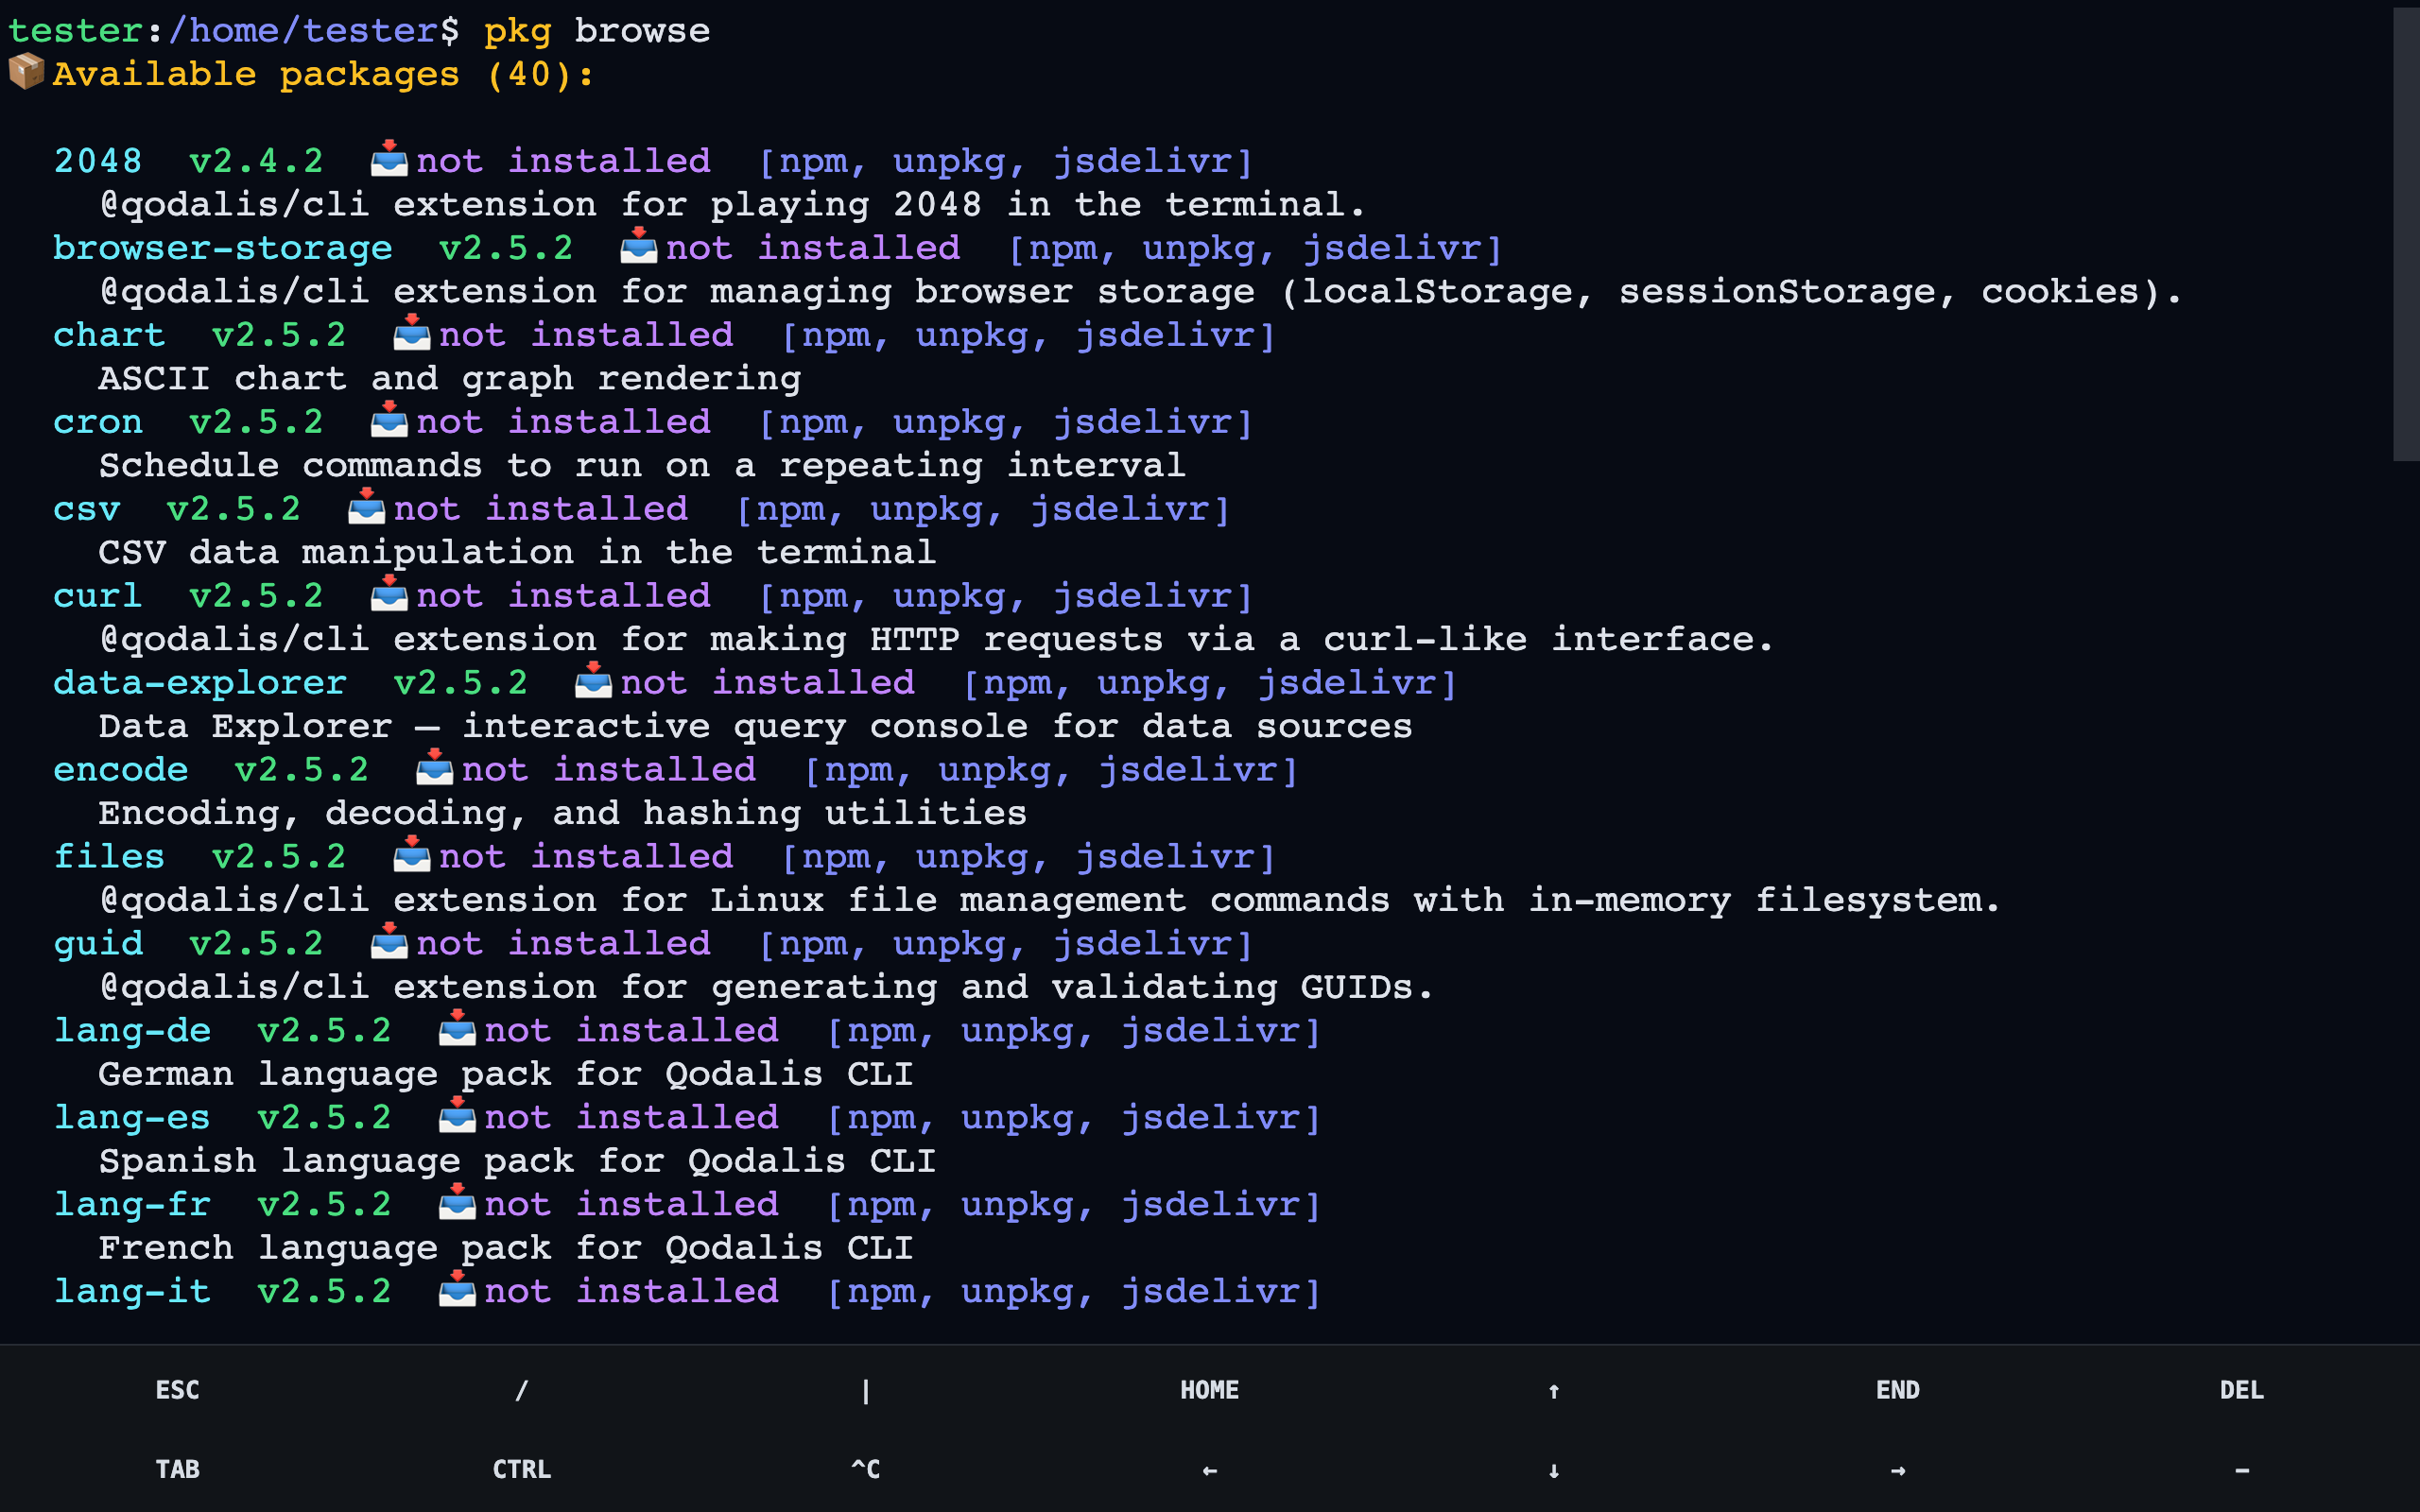 tester:/home/tester$ pkg browse
📦Available packages (40):
2048  v2.4.2  📥not installed  [npm, unpkg, jsdelivr]
@qodalis/cli extension for playing 2048 in the terminal.
browser-storage  v2.5.2  📥not installed  [npm, unpkg, jsdelivr]
@qodalis/cli extension for managing browser storage (localStorage, sessionStorage, cookies).
chart  v2.5.2  📥not installed  [npm, unpkg, jsdelivr]
ASCII chart and graph rendering
cron  v2.5.2  📥not installed  [npm, unpkg, jsdelivr]
Schedule commands to run on a repeating interval
csv  v2.5.2  📥not installed  [npm, unpkg, jsdelivr]
CSV data manipulation in the terminal
curl  v2.5.2  📥not installed  [npm, unpkg, jsdelivr]
@qodalis/cli extension for making HTTP requests via a curl-like interface.
data-explorer  v2.5.2  📥not installed  [npm, unpkg, jsdelivr]
Data Explorer — interactive query console for data sources
encode  v2.5.2  📥not installed  [npm, unpkg, jsdelivr]
Encoding, decoding, and hashing utilities
files  v2.5.2  📥not installed  [npm, unpkg, jsdelivr]
@qodalis/cli extension for Linux file management commands with in-memory filesystem.
guid  v2.5.2  📥not installed  [npm, unpkg, jsdelivr]
@qodalis/cli extension for generating and validating GUIDs.
lang-de  v2.5.2  📥not installed  [npm, unpkg, jsdelivr]
German language pack for Qodalis CLI
lang-es  v2.5.2  📥not installed  [npm, unpkg, jsdelivr]
Spanish language pack for Qodalis CLI
lang-fr  v2.5.2  📥not installed  [npm, unpkg, jsdelivr]
French language pack for Qodalis CLI
lang-it  v2.5.2  📥not installed  [npm, unpkg, jsdelivr]
ESC / | HOME ↑ END DEL
TAB CTRL ^C ← ↓ → −